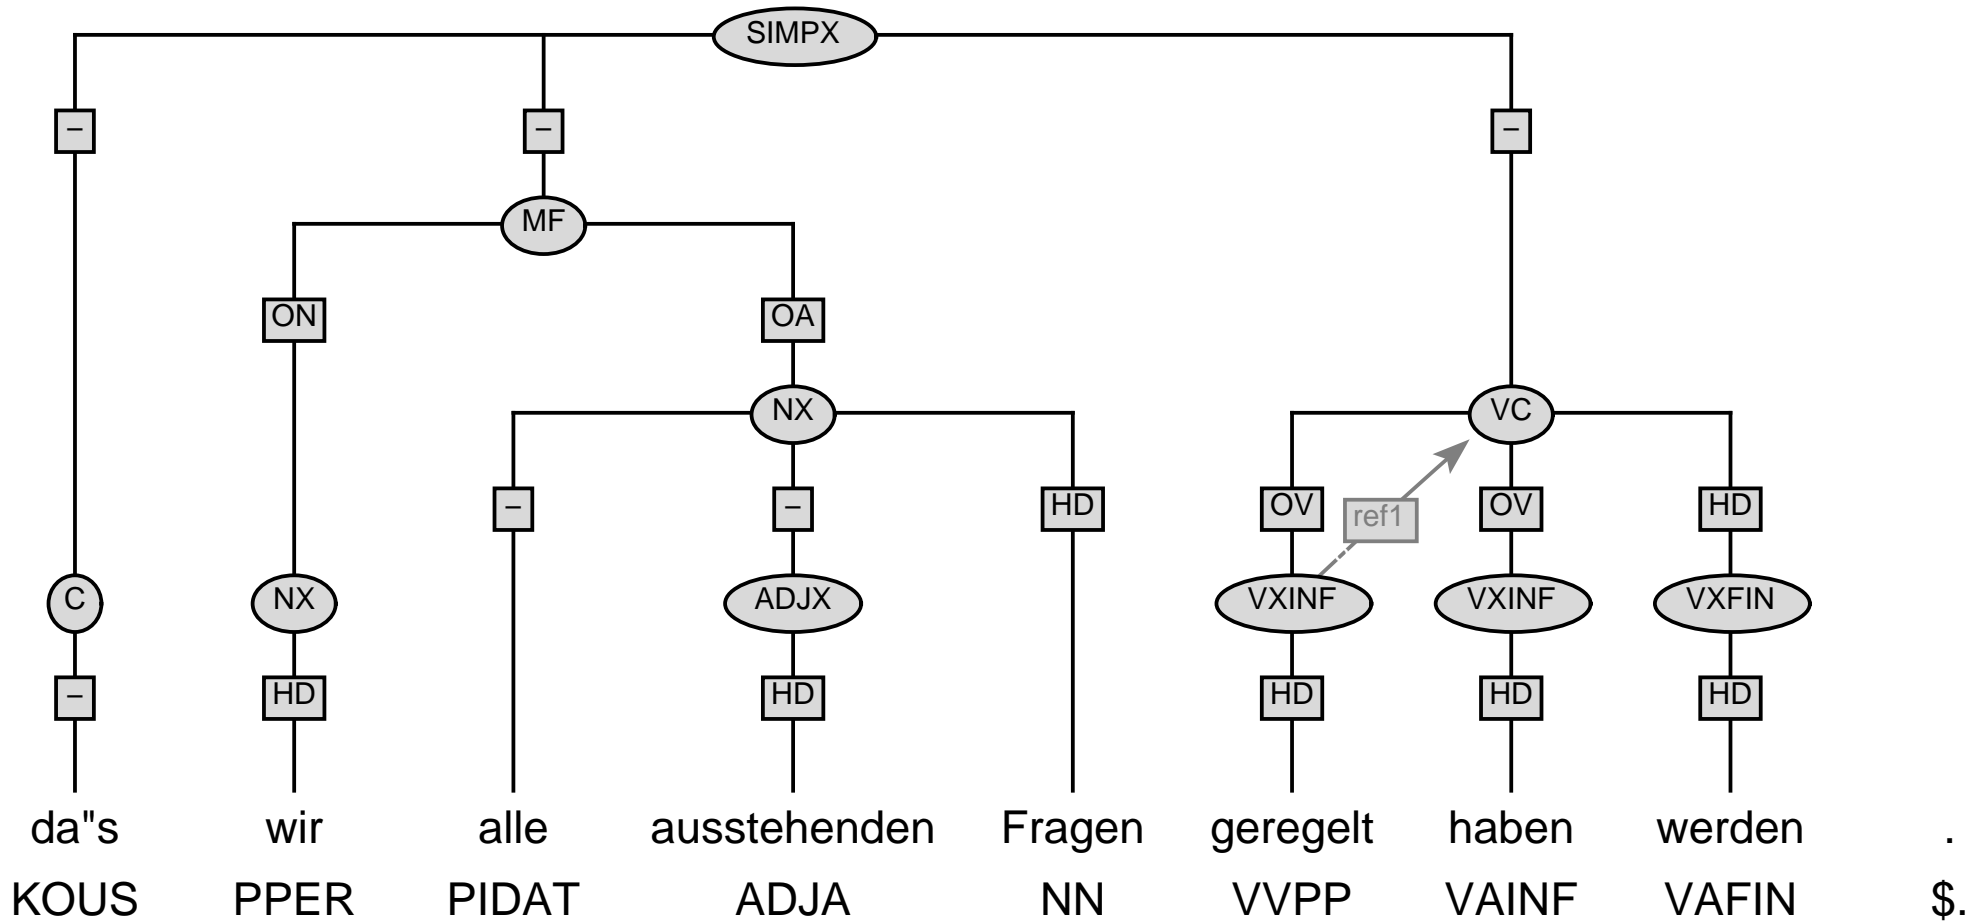 SIMPX
– – –
MF
ON OA
NX VC
– – HD OV ref1 OV HD
C NX ADJX VXINF VXINF VXFIN
– HD HD HD HD HD
da"s wir alle ausstehenden Fragen geregelt haben werden .
KOUS PPER PIDAT ADJA NN VVPP VAINF VAFIN $.